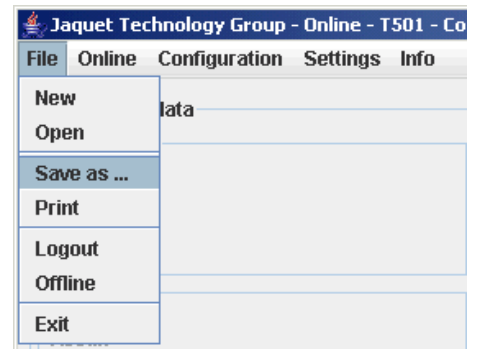 Jaquet Technology Group - Online - T501 - Co
File Online Configuration Settings Info
New
lata
Open
Save as ...
Print
Logout
Offline
Exit